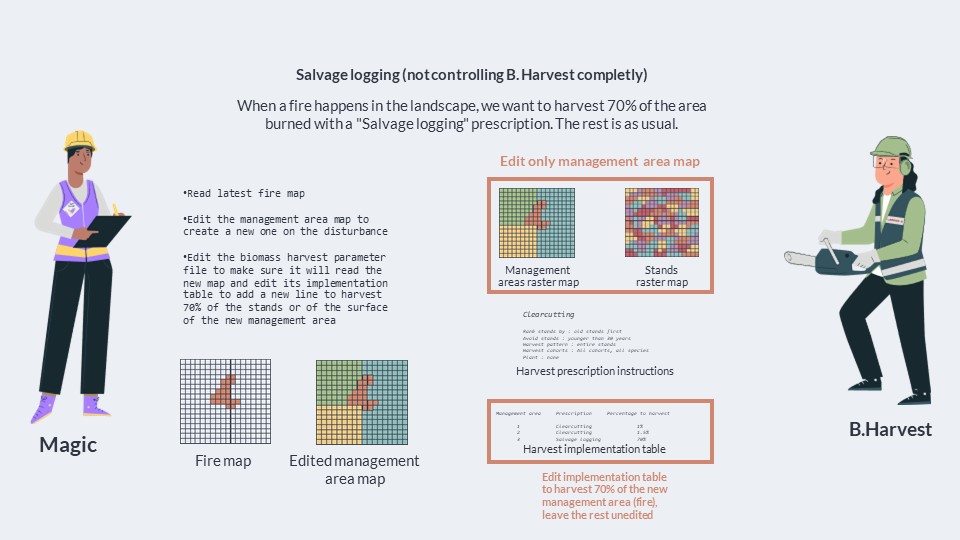 Salvage logging (not controlling B. Harvest completly)
When a fire happens in the landscape, we want to harvest 70% of the area
burned with a "Salvage logging" prescription. The rest is as usual.
•Read latest fire map
•Edit the management area map to
create a new one on the disturbance
•Edit the biomass harvest parameter
file to make sure it will read the
new map and edit its implementation
table to add a new line to harvest
70% of the stands or of the surface
of the new management area
Fire map
Edited management
area map
Magic
Edit only management area map
Management
areas raster map
Stands
raster map
Clearcutting
Rank stands by : old stands first
Avoid stands : younger than 80 years
Harvest pattern : entire stands
Harvest cohorts : All cohorts, all species
Plant : none
Harvest prescription instructions
Management area Prescription Percentage to harvest
1 Clearcutting 1%
2 Clearcutting 1.5%
3 Salvage logging 70%
Harvest implementation table
Edit implementation table
to harvest 70% of the new
management area (fire),
leave the rest unedited
B.Harvest